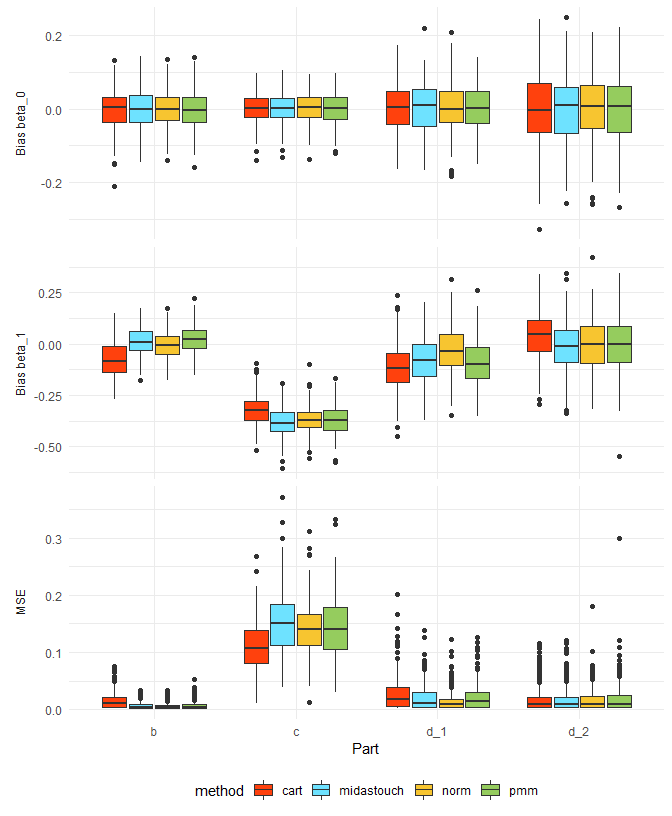 0.2
0.0
-0.2
Bias beta_0
0.25
0.00
-0.25
-0.50
Bias beta_1
0.3
0.2
0.1
0.0
MSE
b c d_1 d_2
Part
method cart midastouch norm pmm